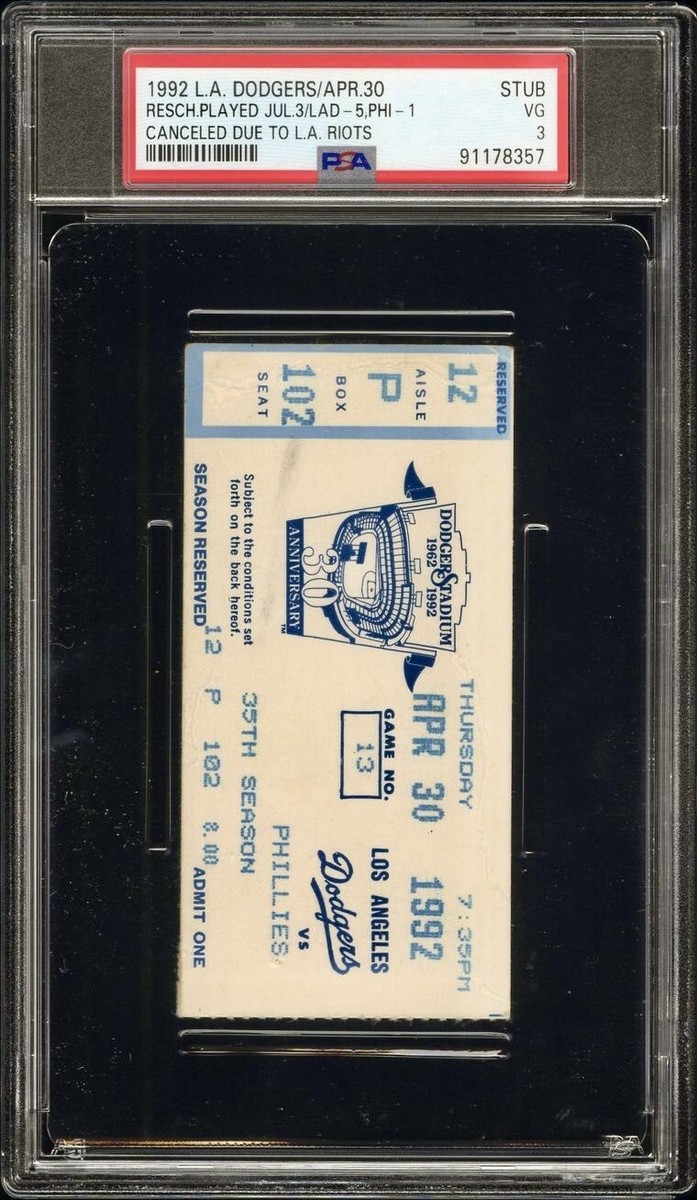 1992 L.A. DODGERS/APR.30 STUB
RESCH.PLAYED JUL.3/LAD-5,PHI-1 VG
CANCELED DUE TO L.A. RIOTS 3
PSA 91178357
RESERVED
12
AISLE
P
BOX
102
SEAT
DODGER STADIUM
1962 1992
30
ANNIVERSARY™
Subject to the conditions set
forth on the back hereof.
SEASON RESERVED
THURSDAY 7:35PM
APR 30 1992
GAME NO.
13
LOS ANGELES
Dodgers
VS
PHILLIES
35TH SEASON
12 P 102 8.00
ADMIT ONE